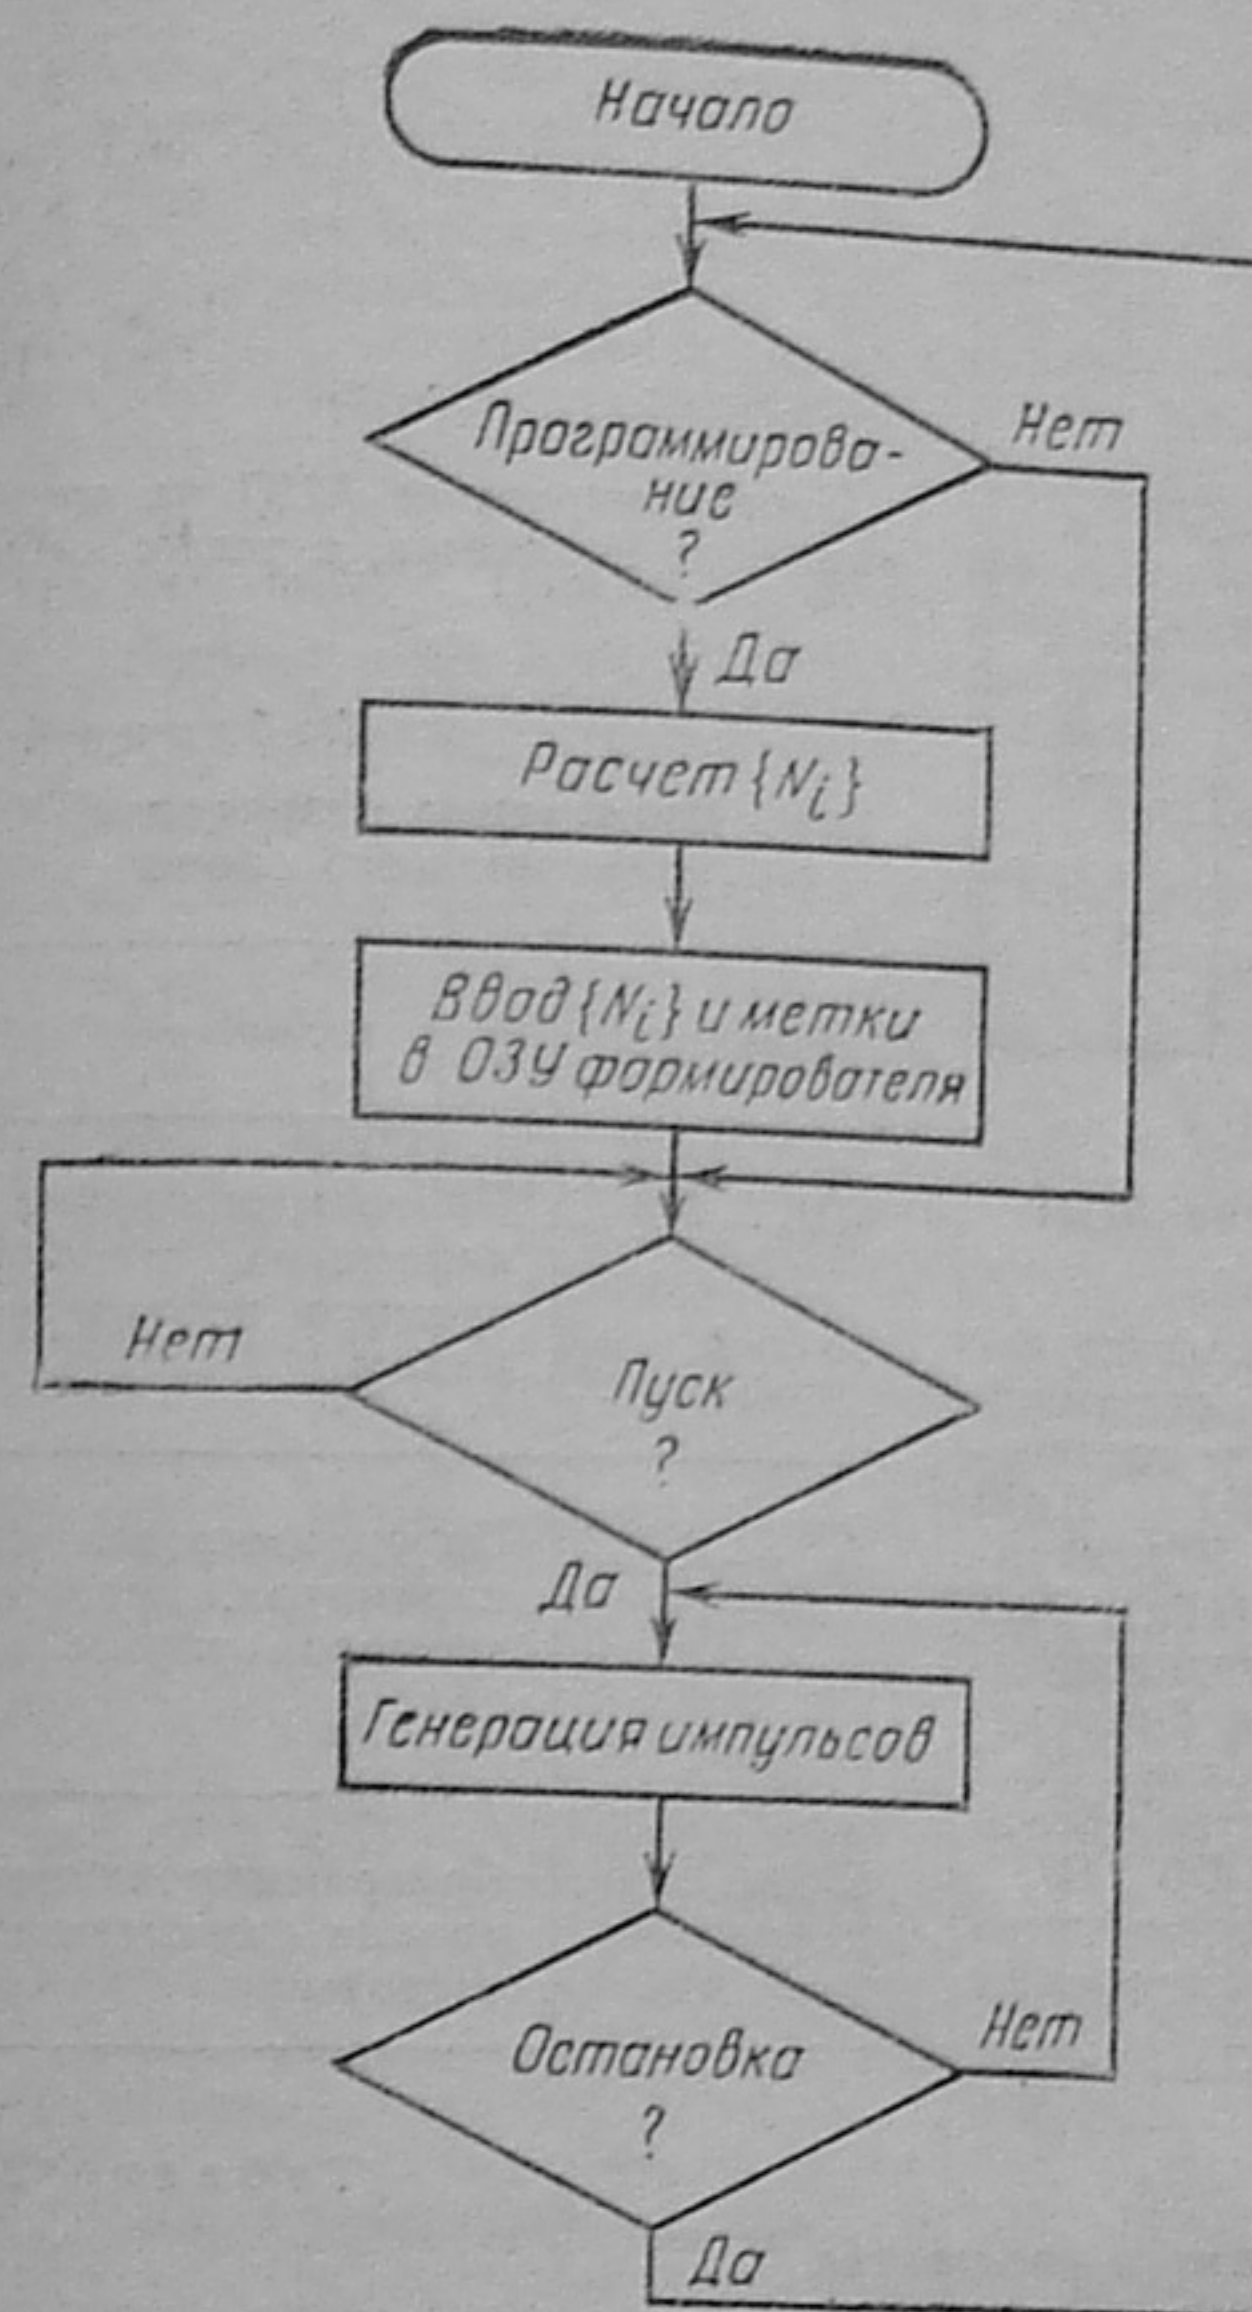 Начало
Программирова-
ние
?
Нет
Да
Расчет {Nᵢ}
Ввод {Nᵢ} и метки
в ОЗУ формирователя
Нет
Пуск
?
Да
Генерация импульсов
Остановка
?
Нет
Да